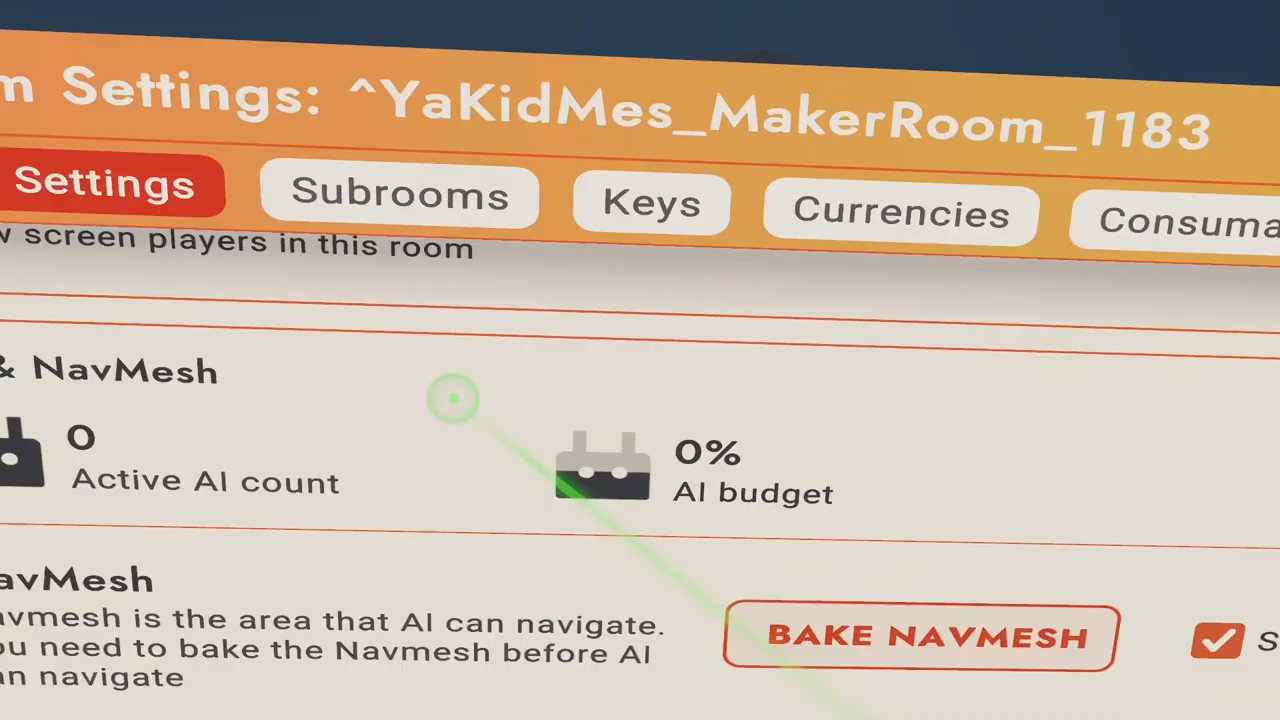 m Settings: ^YaKidMes_MakerRoom_1183
Settings
Subrooms
Keys
Currencies
Consuma
w screen players in this room
& NavMesh
0
Active AI count
0%
AI budget
avMesh
avmesh is the area that AI can navigate.
ou need to bake the Navmesh before AI
an navigate
BAKE NAVMESH
S